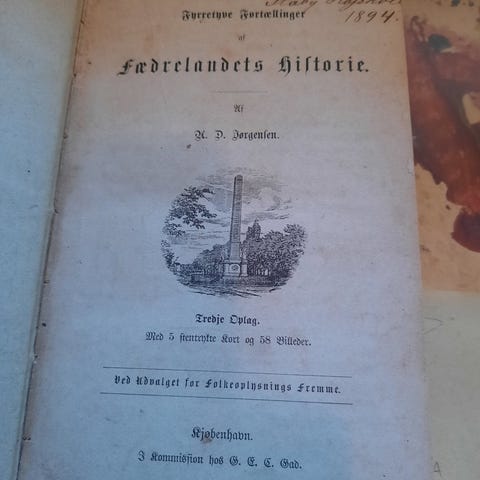 1894.
Fyrretyve Fortællinger
af
Fædrelandets Historie.
Af
A. D. Jørgensen.
Tredje Oplag.
Med 5 stentrykte Kort og 58 Billeder.
Ved Udvalget for Folkeoplysnings Fremme.
Kjøbenhavn.
I Kommission hos G. E. C. Gad.